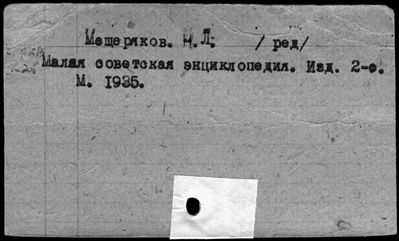 Мещеряков. Н.Л. /ред/
Малая советская энциклопедия. Изд. 2-е.
М. 1935.